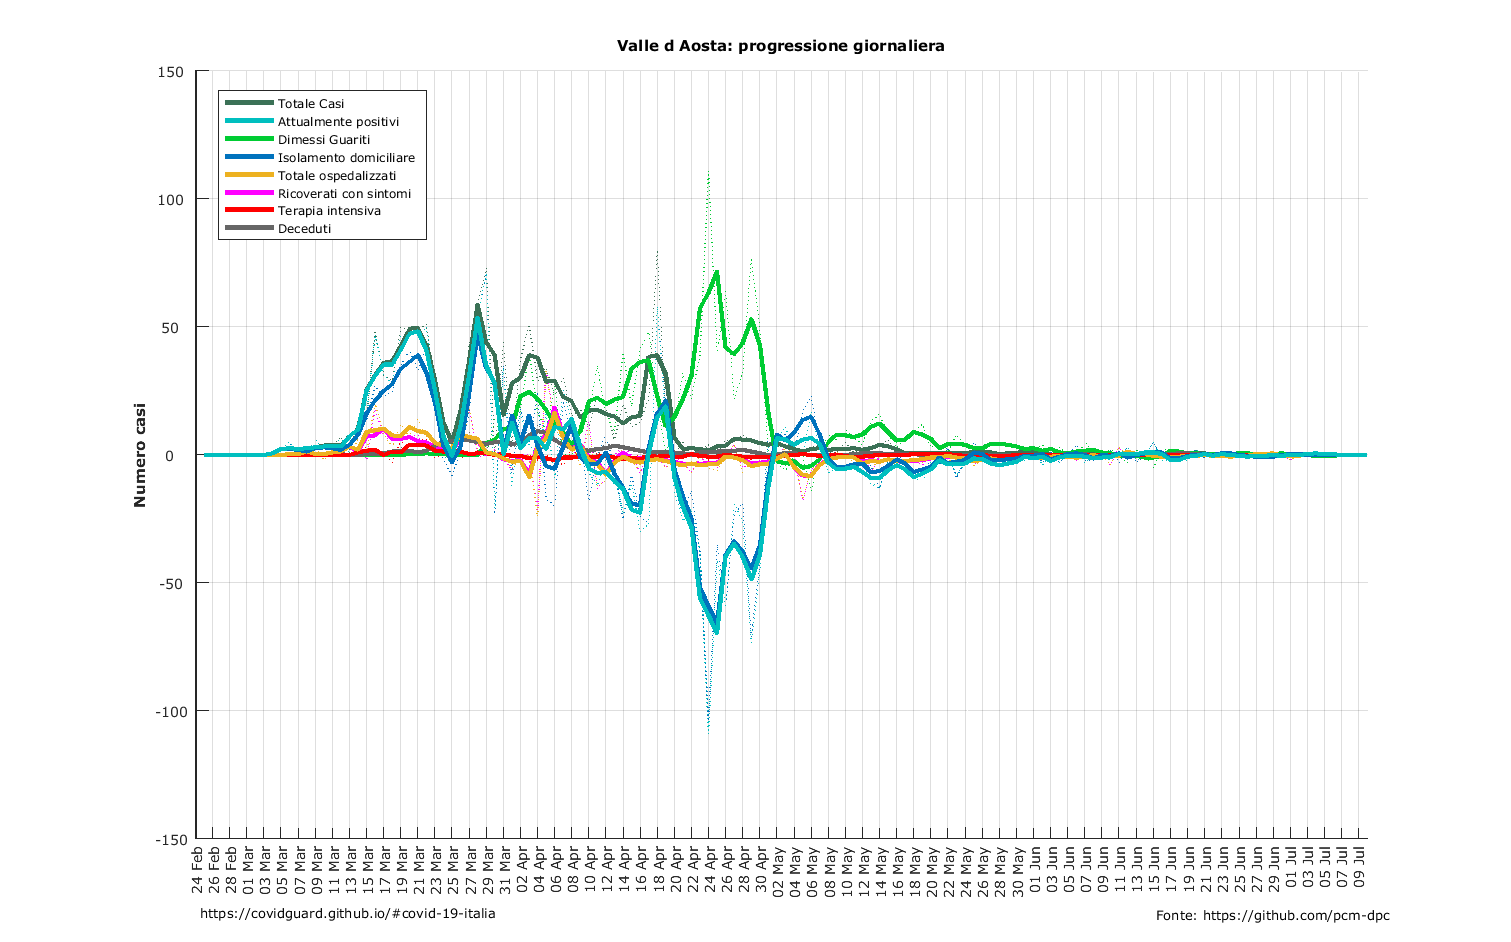 Valle d Aosta: progressione giornaliera
150
100
50
0
-50
-100
-150
Numero casi
Totale Casi
Attualmente positivi
Dimessi Guariti
Isolamento domiciliare
Totale ospedalizzati
Ricoverati con sintomi
Terapia intensiva
Deceduti
24 Feb
26 Feb
28 Feb
01 Mar
03 Mar
05 Mar
07 Mar
09 Mar
11 Mar
13 Mar
15 Mar
17 Mar
19 Mar
21 Mar
23 Mar
25 Mar
27 Mar
29 Mar
31 Mar
02 Apr
04 Apr
06 Apr
08 Apr
10 Apr
12 Apr
14 Apr
16 Apr
18 Apr
20 Apr
22 Apr
24 Apr
26 Apr
28 Apr
30 Apr
02 May
04 May
06 May
08 May
10 May
12 May
14 May
16 May
18 May
20 May
22 May
24 May
26 May
28 May
30 May
01 Jun
03 Jun
05 Jun
07 Jun
09 Jun
11 Jun
13 Jun
15 Jun
17 Jun
19 Jun
21 Jun
23 Jun
25 Jun
27 Jun
29 Jun
01 Jul
03 Jul
05 Jul
07 Jul
09 Jul
https://covidguard.github.io/#covid-19-italia
Fonte: https://github.com/pcm-dpc